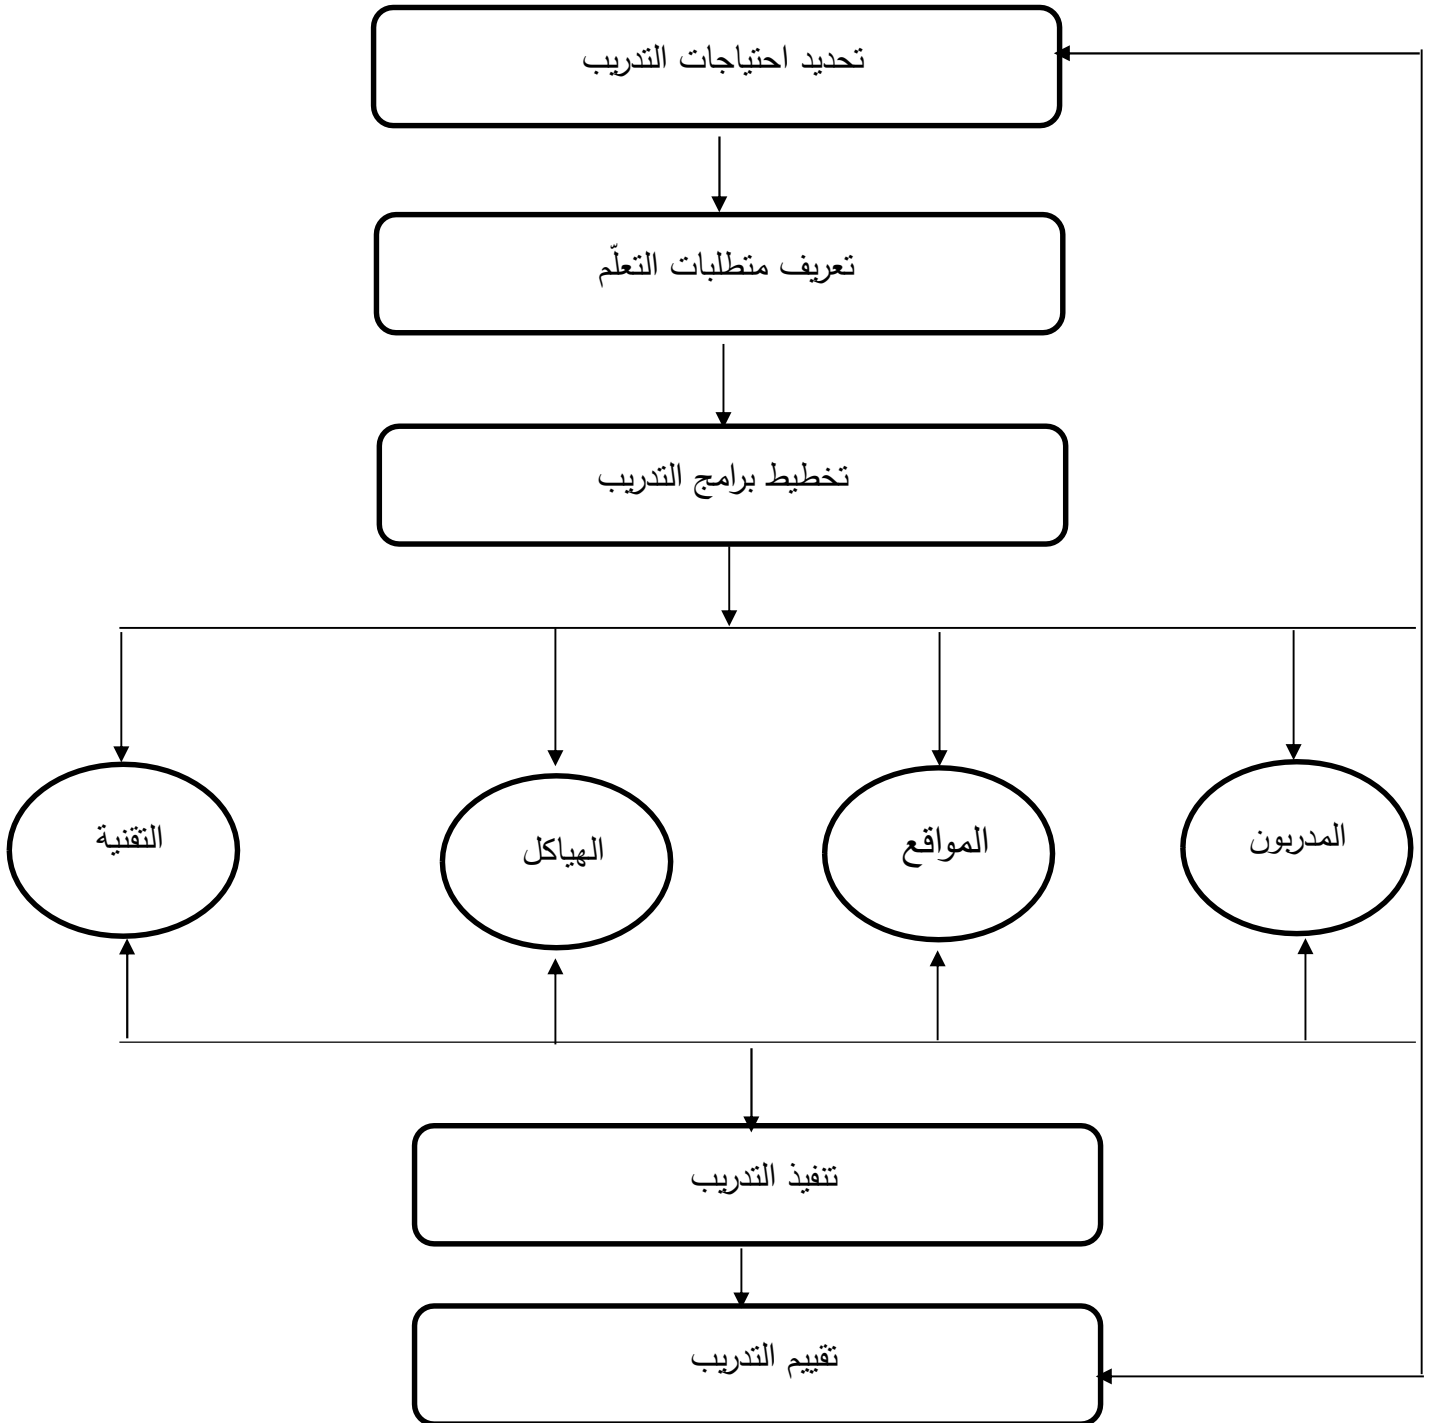 تحديد احتياجات التدريب
تعريف متطلبات التعلّم
تخطيط برامج التدريب
المدربون
المواقع
الهياكل
التقنية
تنفيذ التدريب
تقييم التدريب